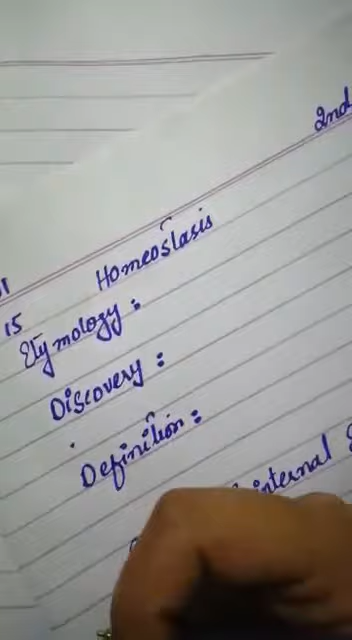 2nd
15 Homeostasis
Etymology :
Discovery :
Definition :
internal